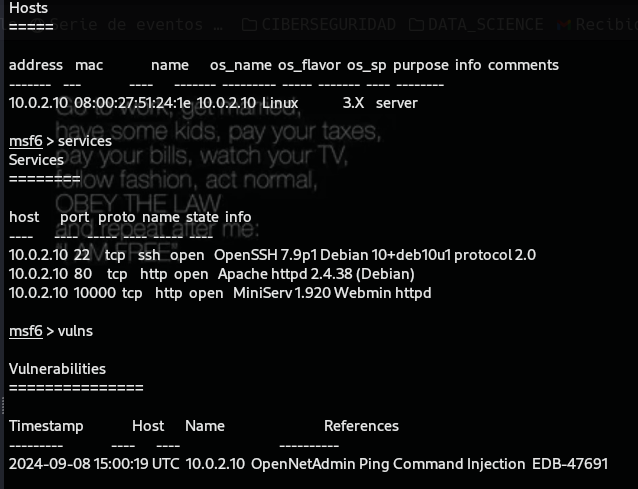 Hosts
Serie de eventos ... CIBERSEGURIDAD DATA_SCIENCE Recibid
=====
address mac name os_name os_flavor os_sp purpose info comments
------- --- ---- ------- --------- ----- ------- ---- --------
10.0.2.10 08:00:27:51:24:1e 10.0.2.10 Linux 3.X server
Go to work, get married,
have some kids, pay your taxes,
pay your bills, watch your TV,
follow fashion, act normal,
OBEY THE LAW
and repeat after me:
"I AM FREE"
msf6 > services
Services
========
host port proto name state info
---- ---- ----- ---- ----- ----
10.0.2.10 22 tcp ssh open OpenSSH 7.9p1 Debian 10+deb10u1 protocol 2.0
10.0.2.10 80 tcp http open Apache httpd 2.4.38 (Debian)
10.0.2.10 10000 tcp http open MiniServ 1.920 Webmin httpd
msf6 > vulns
Vulnerabilities
===============
Timestamp Host Name References
--------- ---- ---- ----------
2024-09-08 15:00:19 UTC 10.0.2.10 OpenNetAdmin Ping Command Injection EDB-47691